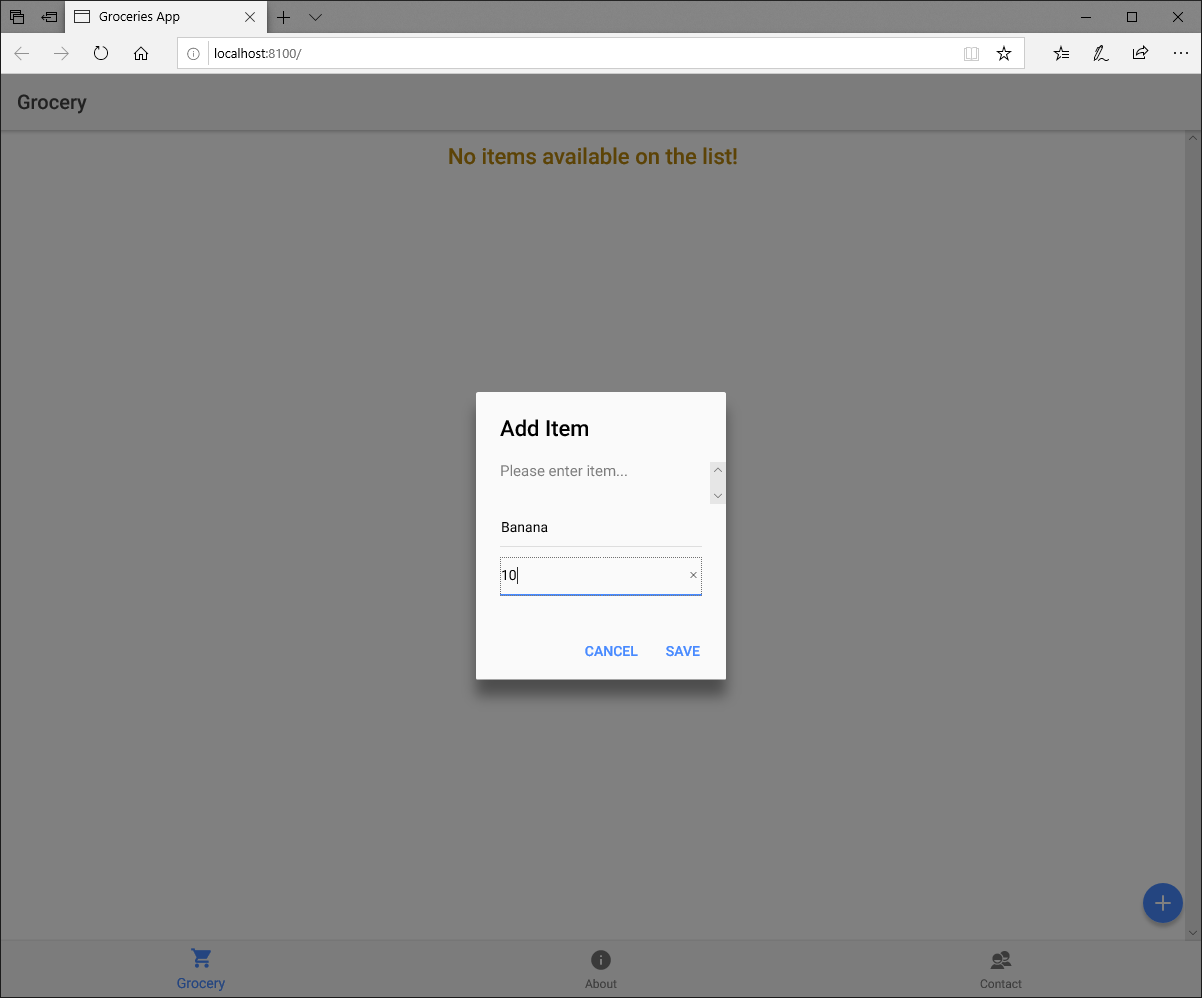 Groceries App
localhost:8100/
Grocery
No items available on the list!
Add Item
Please enter item...
Banana
10
CANCEL SAVE
Grocery About Contact